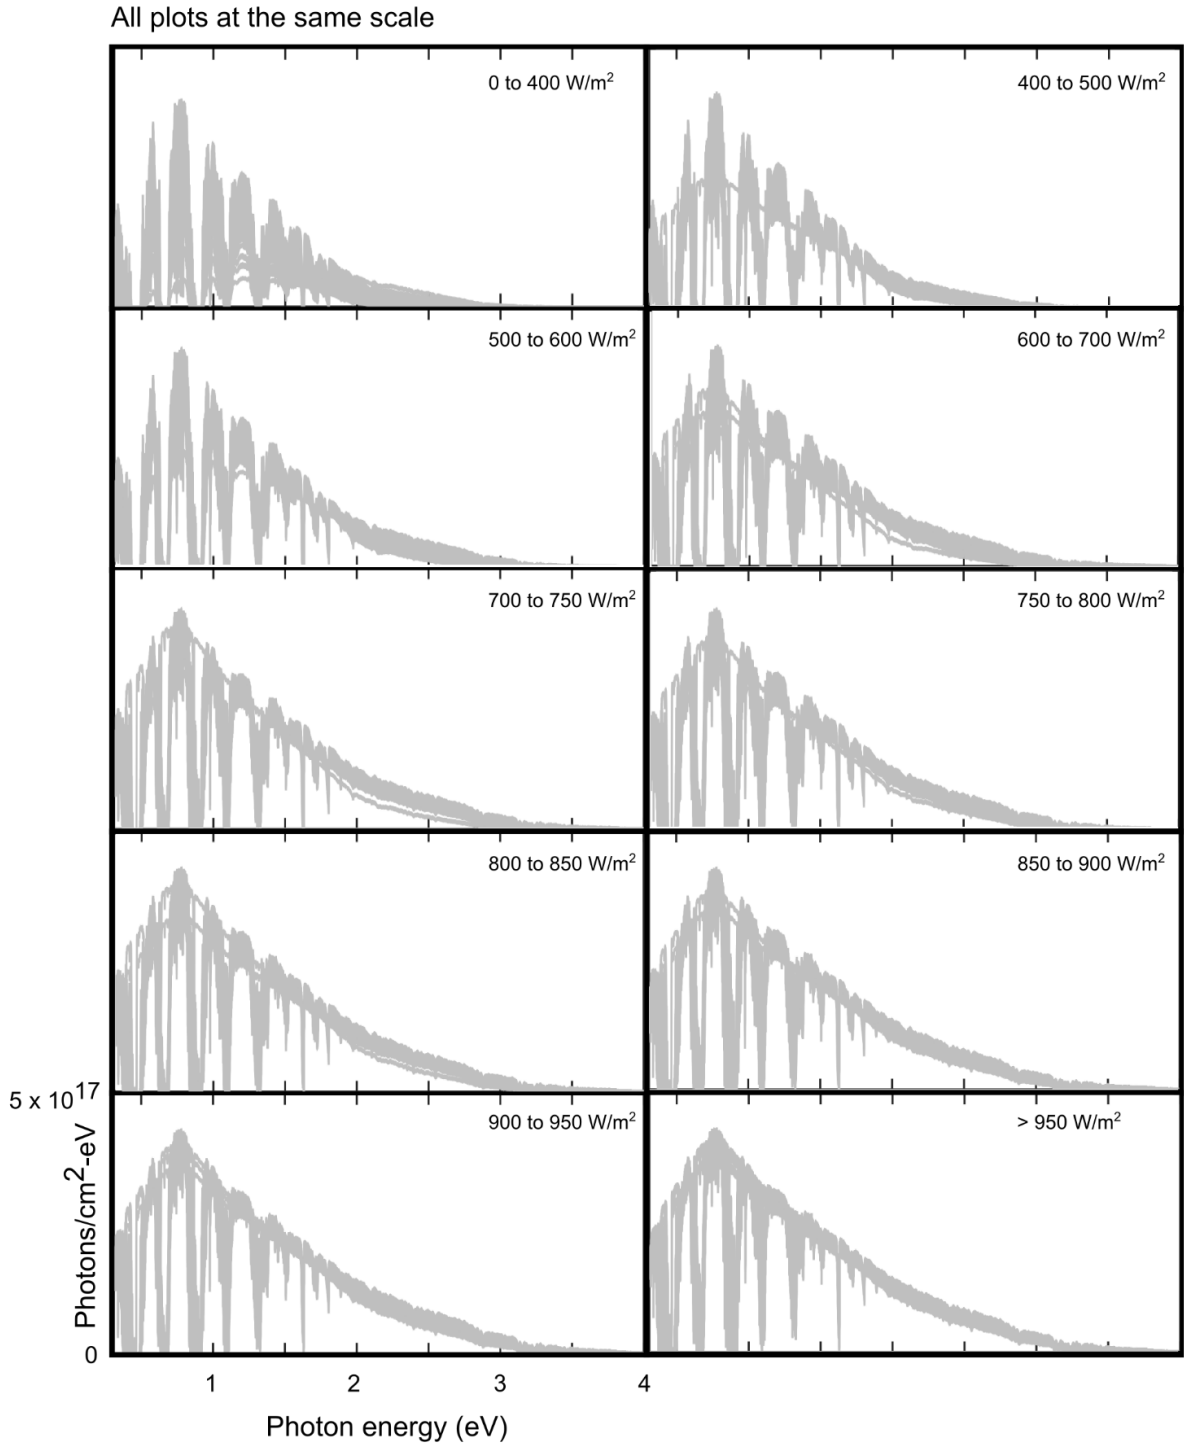 All plots at the same scale
0 to 400 W/m²
400 to 500 W/m²
500 to 600 W/m²
600 to 700 W/m²
700 to 750 W/m²
750 to 800 W/m²
800 to 850 W/m²
850 to 900 W/m²
5 x 10¹⁷
900 to 950 W/m²
> 950 W/m²
Photons/cm²-eV
0
1 2 3 4
Photon energy (eV)